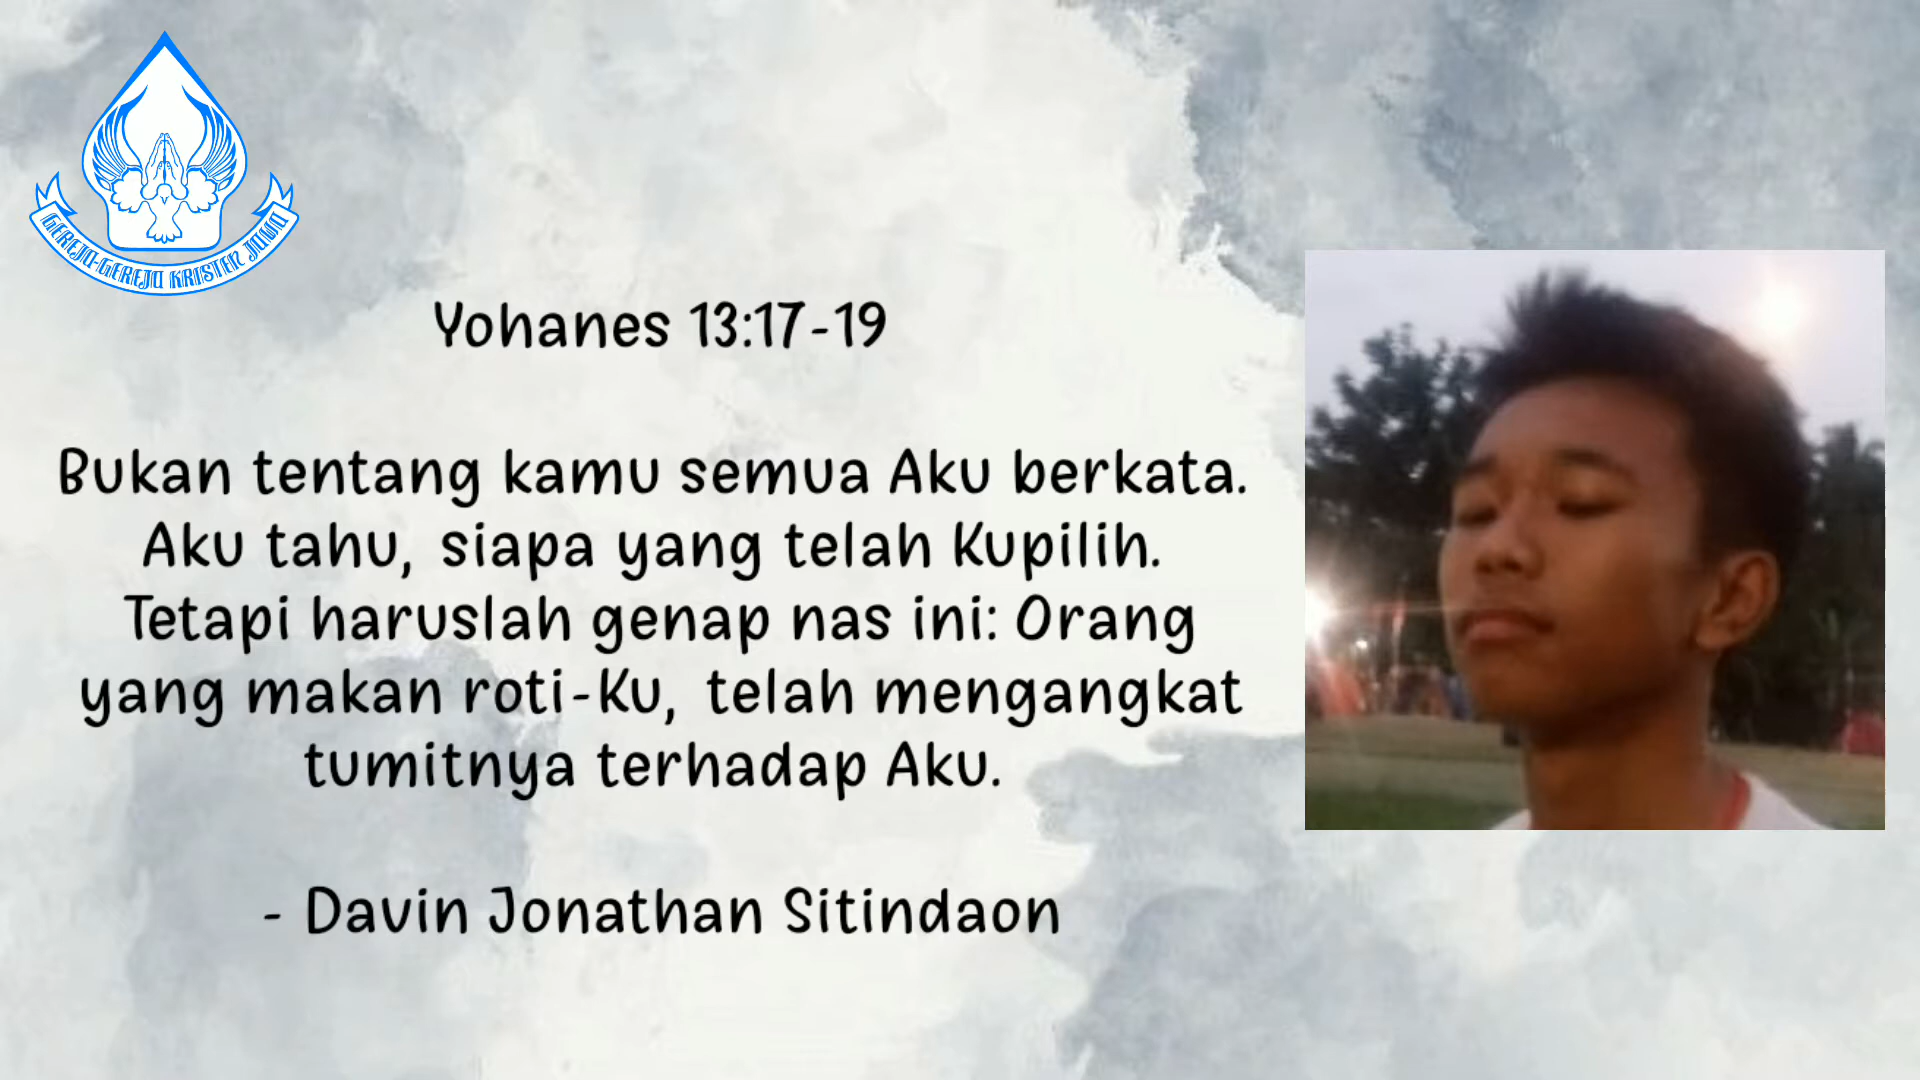 GEREJA-GEREJA KRISTEN JAWA
Yohanes 13:17-19
Bukan tentang kamu semua Aku berkata.
Aku tahu, siapa yang telah Kupilih.
Tetapi haruslah genap nas ini: Orang
yang makan roti-Ku, telah mengangkat
tumitnya terhadap Aku.
- Davin Jonathan Sitindaon